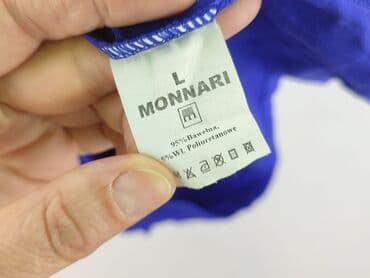 L
MONNARI
95% Bawełna,
5% Wł. Poliuretanowe